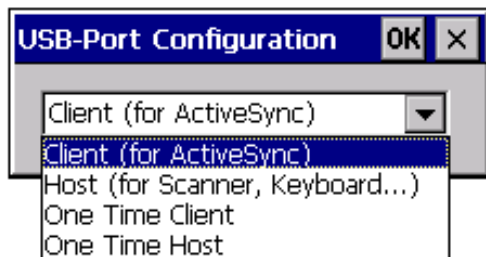 USB-Port Configuration OK ×
Client (for ActiveSync)
Client (for ActiveSync)
Host (for Scanner, Keyboard...)
One Time Client
One Time Host